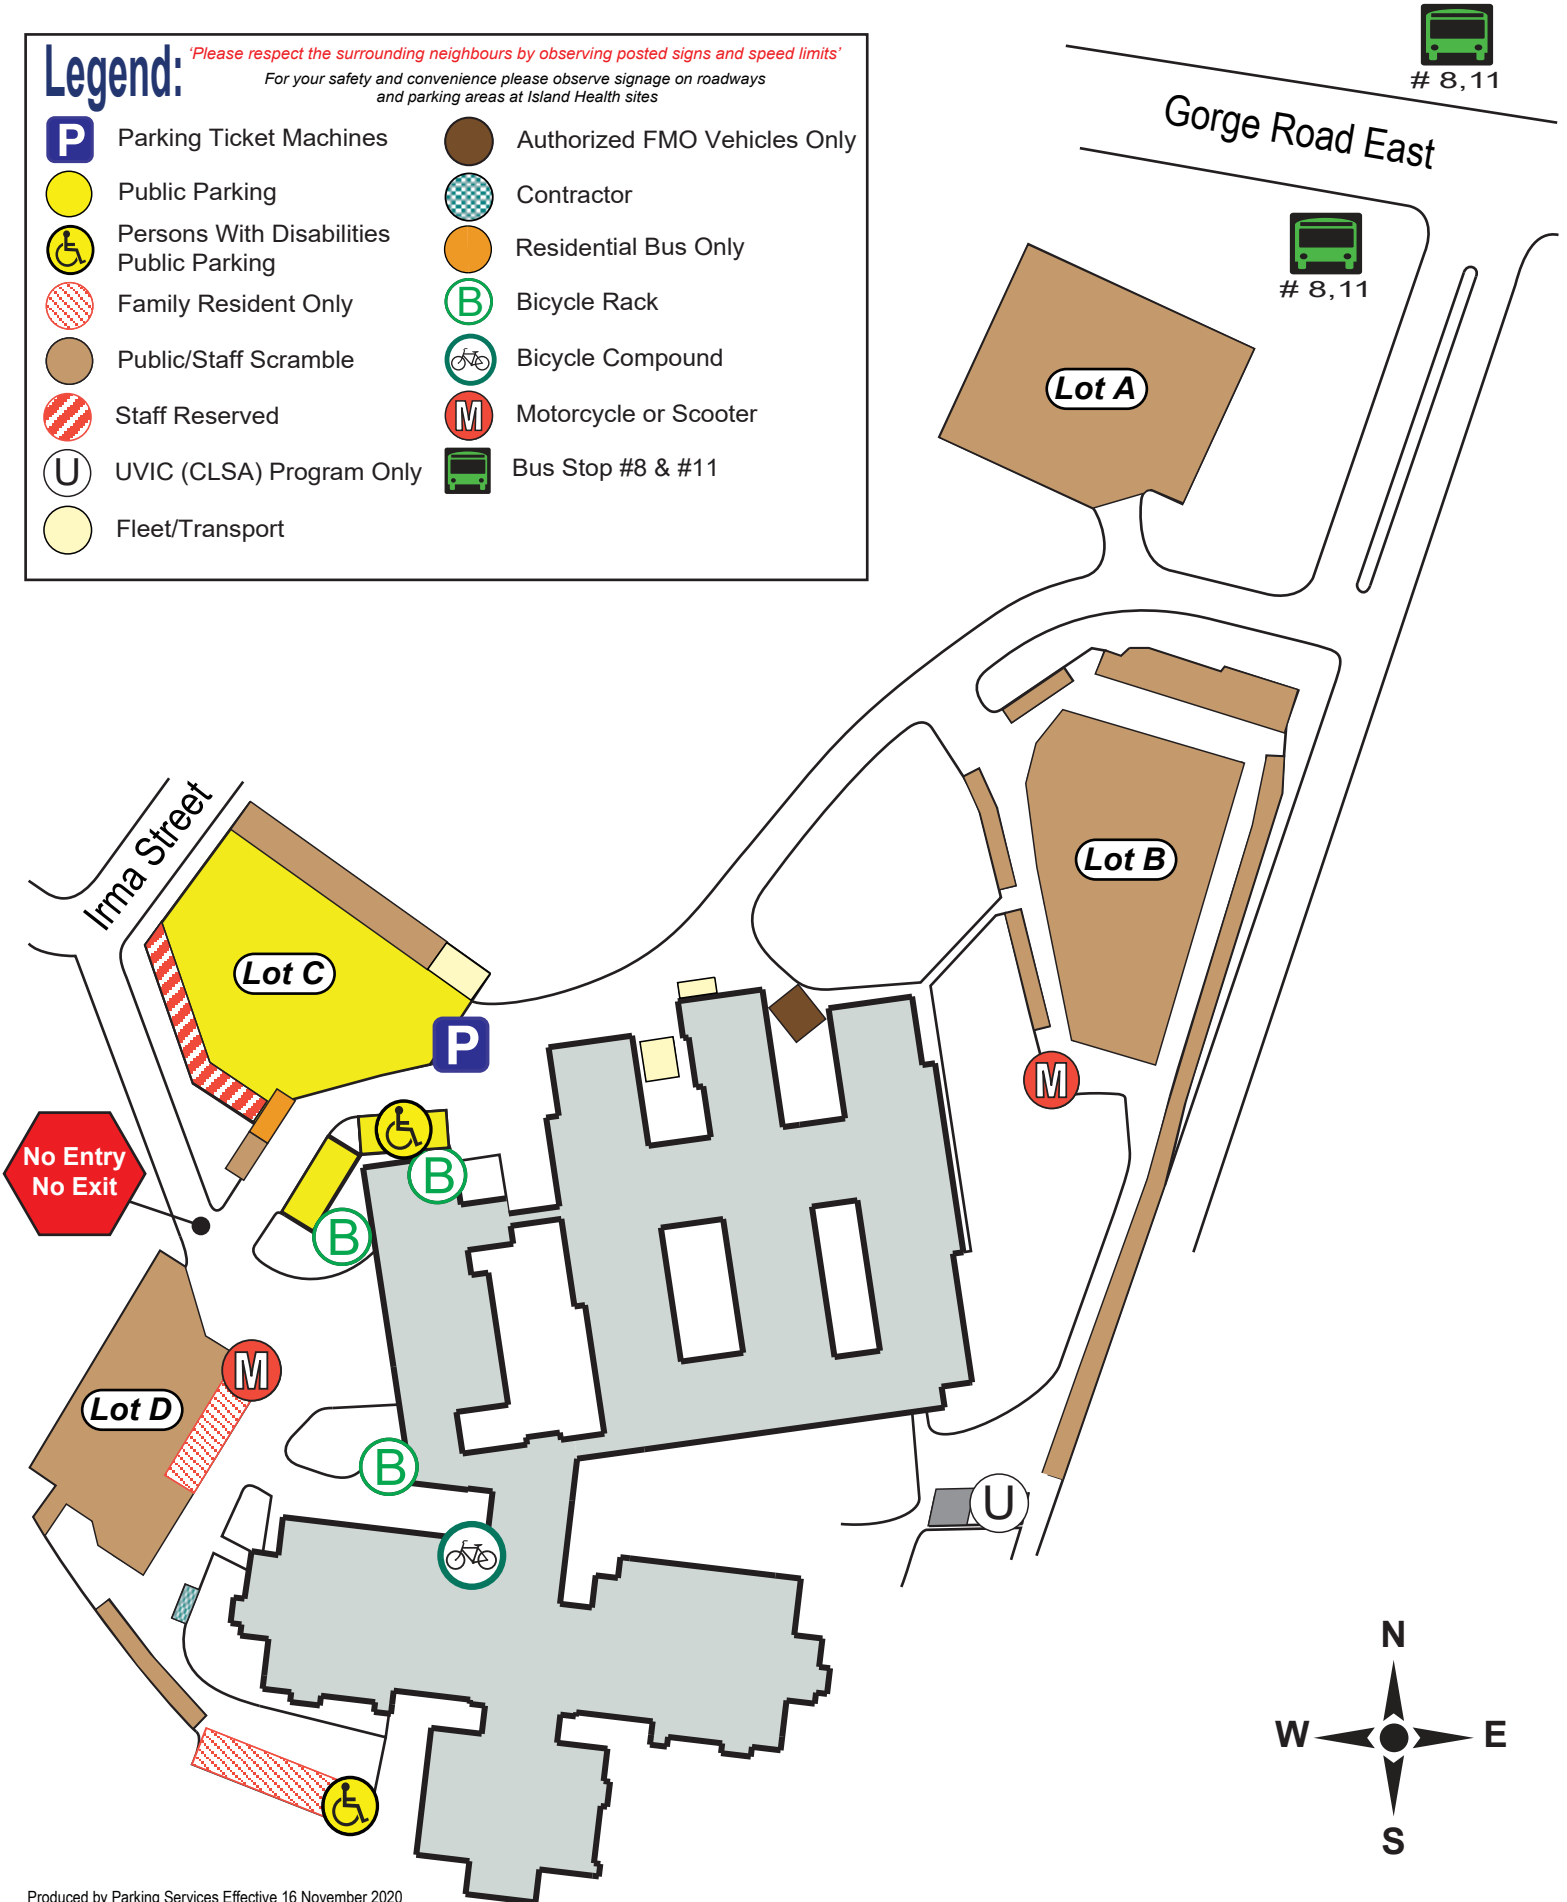 Legend:
‘Please respect the surrounding neighbours by observing posted signs and speed limits’
For your safety and convenience please observe signage on roadways
and parking areas at Island Health sites
P Parking Ticket Machines
Public Parking
Persons With Disabilities
Public Parking
Family Resident Only
Public/Staff Scramble
Staff Reserved
U UVIC (CLSA) Program Only
Fleet/Transport
Authorized FMO Vehicles Only
Contractor
Residential Bus Only
B Bicycle Rack
Bicycle Compound
M Motorcycle or Scooter
Bus Stop #8 & #11
# 8,11
Gorge Road East
# 8,11
Lot A
Lot B
Irma Street
Lot C
P
M
No Entry
No Exit
B
B
M
Lot D
B
U
N
W E
S
Produced by Parking Services Effective 16 November 2020